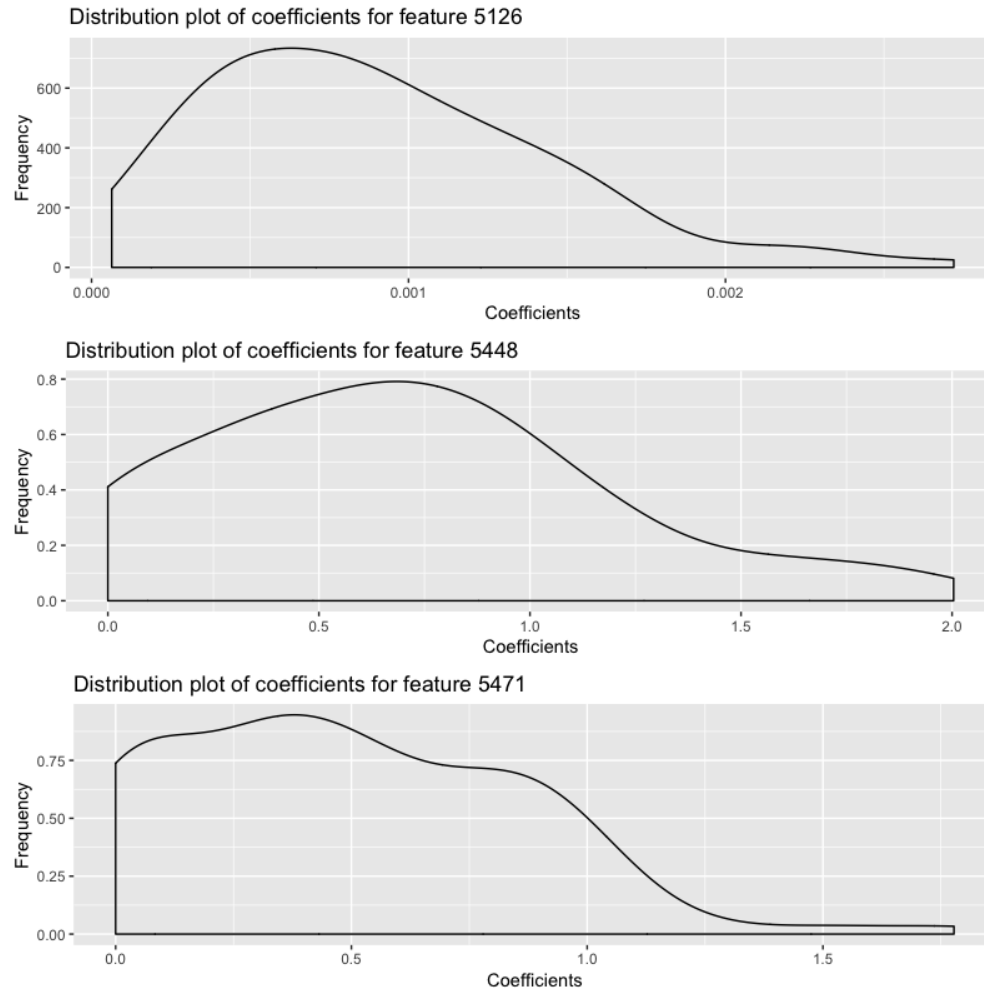 Distribution plot of coefficients for feature 5126
Frequency
600
400
200
0
0.000 0.001 0.002
Coefficients
Distribution plot of coefficients for feature 5448
Frequency
0.8
0.6
0.4
0.2
0.0
0.0 0.5 1.0 1.5 2.0
Coefficients
Distribution plot of coefficients for feature 5471
Frequency
0.75
0.50
0.25
0.00
0.0 0.5 1.0 1.5
Coefficients